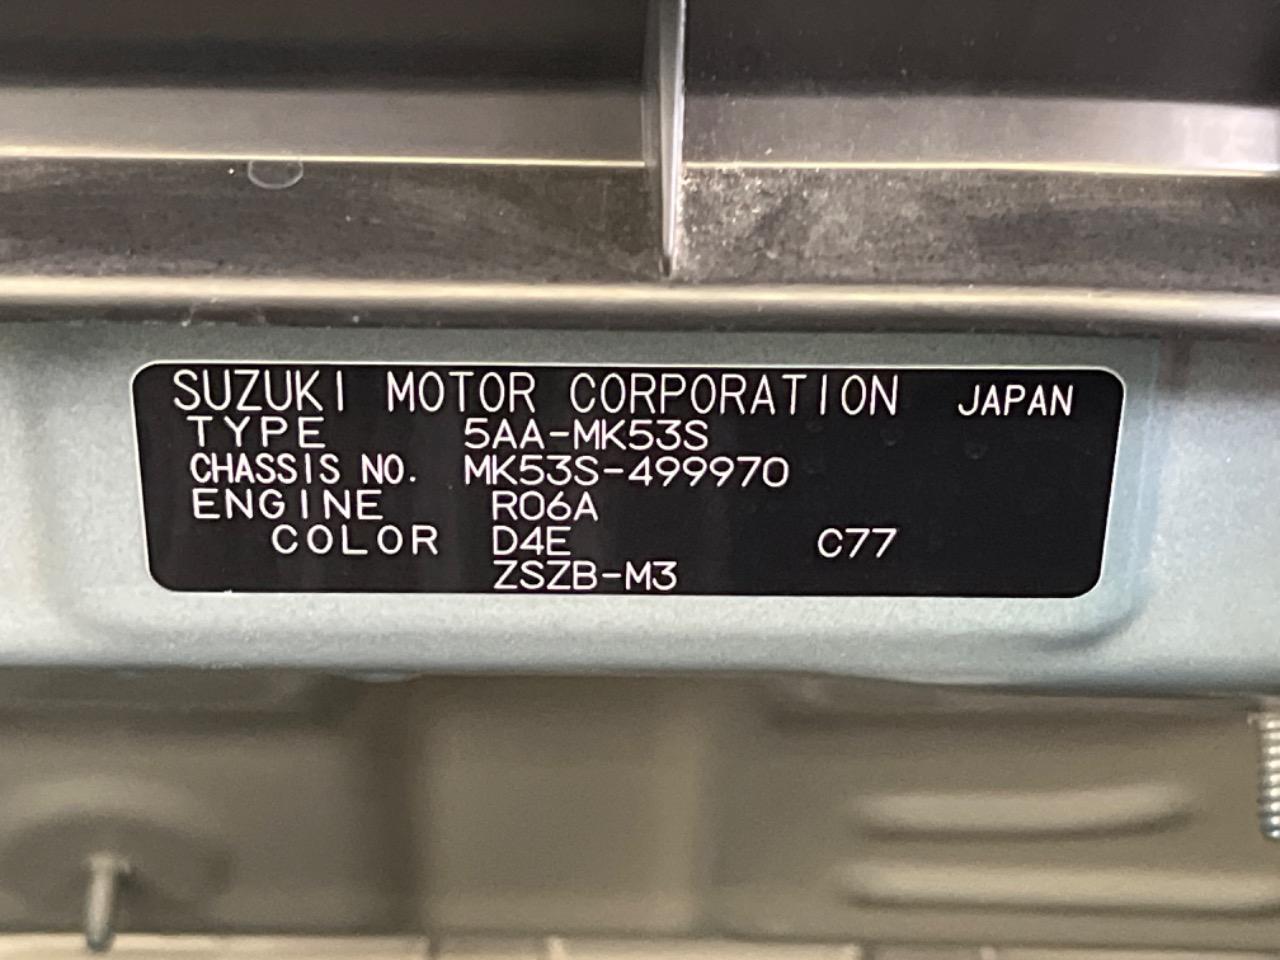 SUZUKI MOTOR CORPORATION JAPAN
TYPE 5AA-MK53S
CHASSIS NO. MK53S-499970
ENGINE R06A
COLOR D4E C77
ZSZB-M3